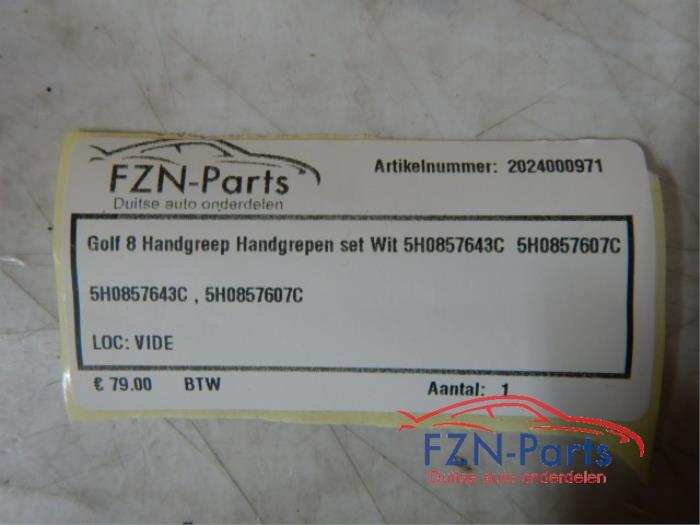 FZN-Parts
Duitse auto onderdelen
Artikelnummer: 2024000971
Golf 8 Handgreep Handgrepen set Wit 5H0857643C 5H0857607C
5H0857643C , 5H0857607C
LOC: VIDE
€ 79.00 BTW Aantal: 1
FZN-Parts
Duitse auto onderdelen